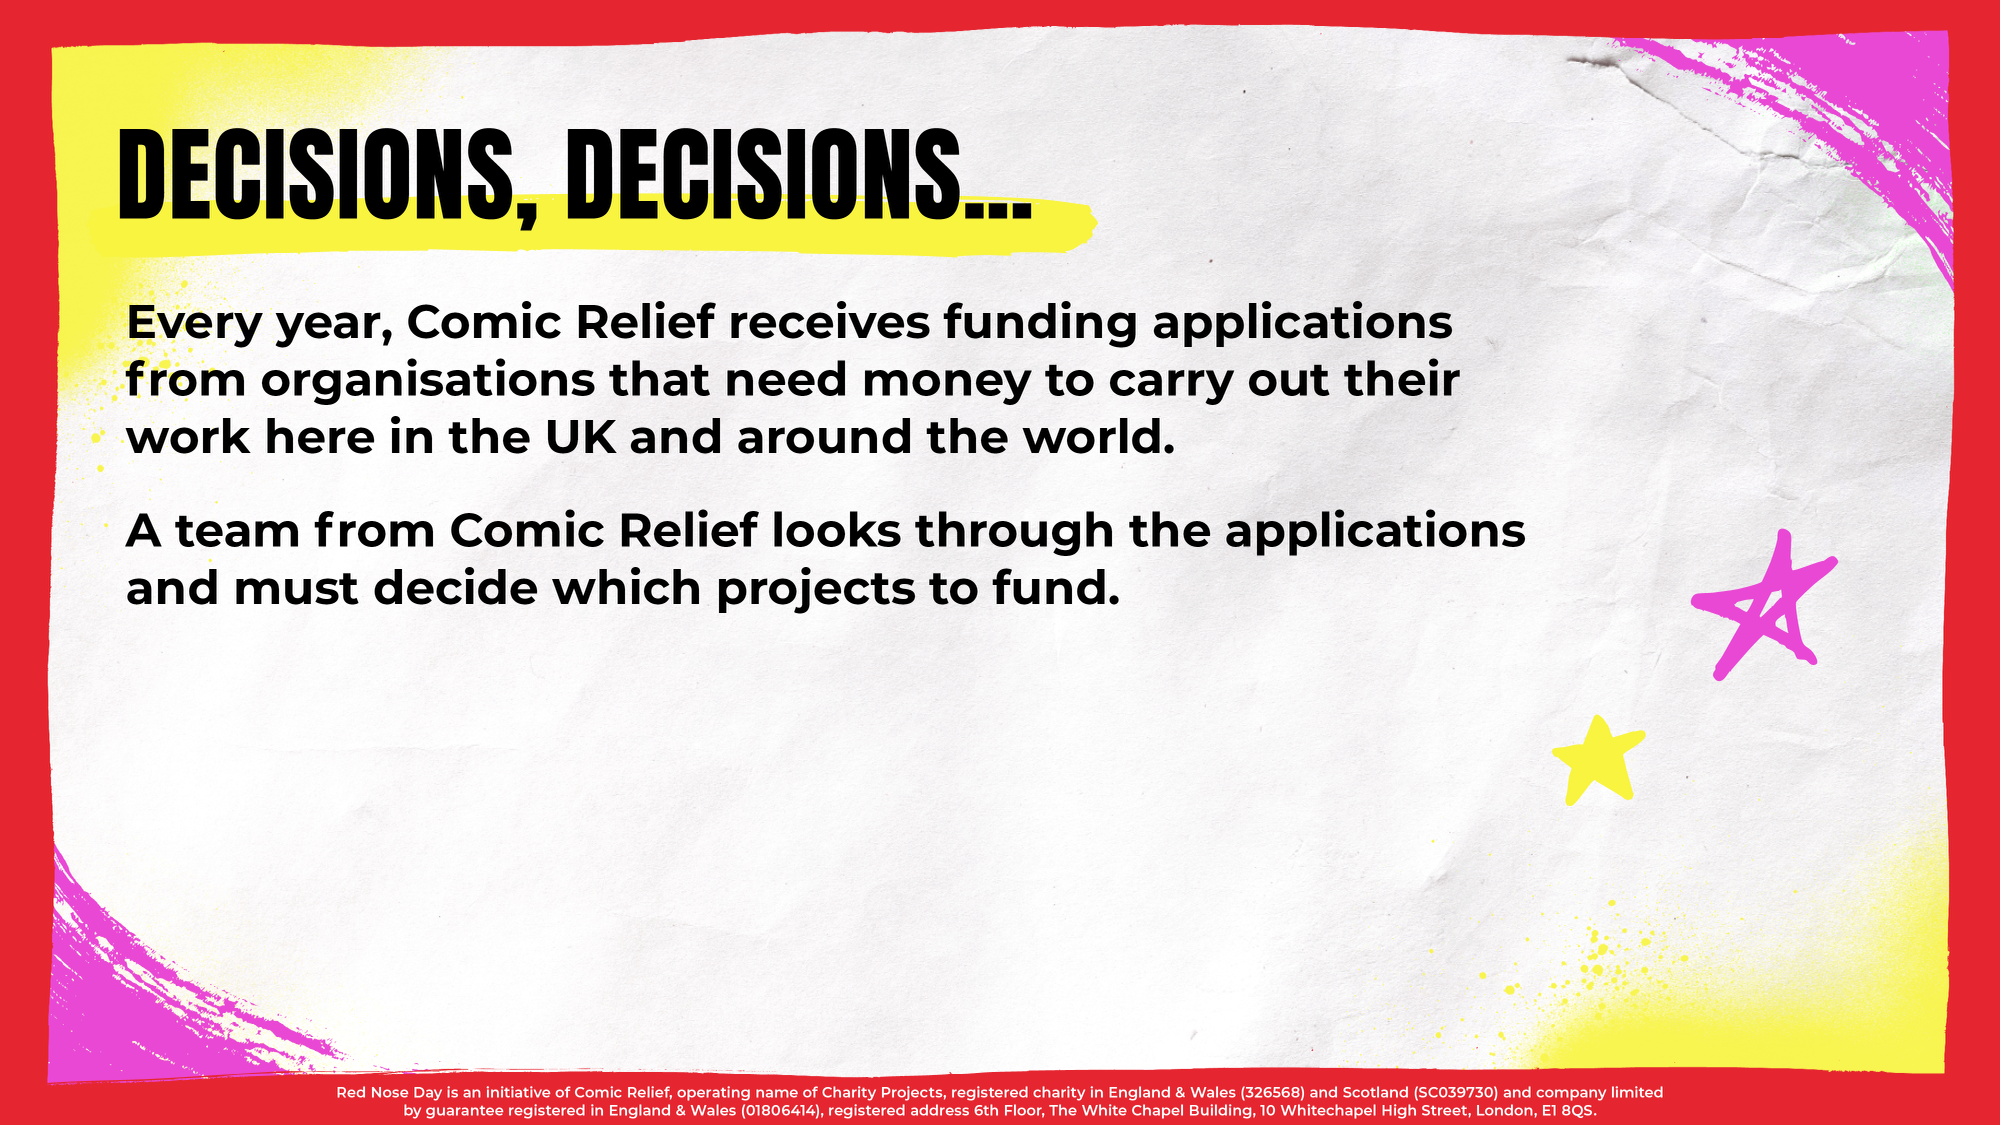 DECISIONS, DECISIONS...
Every year, Comic Relief receives funding applications
from organisations that need money to carry out their
work here in the UK and around the world.
A team from Comic Relief looks through the applications
and must decide which projects to fund.
Red Nose Day is an initiative of Comic Relief, operating name of Charity Projects, registered charity in England & Wales (326568) and Scotland (SC039730) and company limited
by guarantee registered in England & Wales (01806414), registered address 6th Floor, The White Chapel Building, 10 Whitechapel High Street, London, E1 8QS.